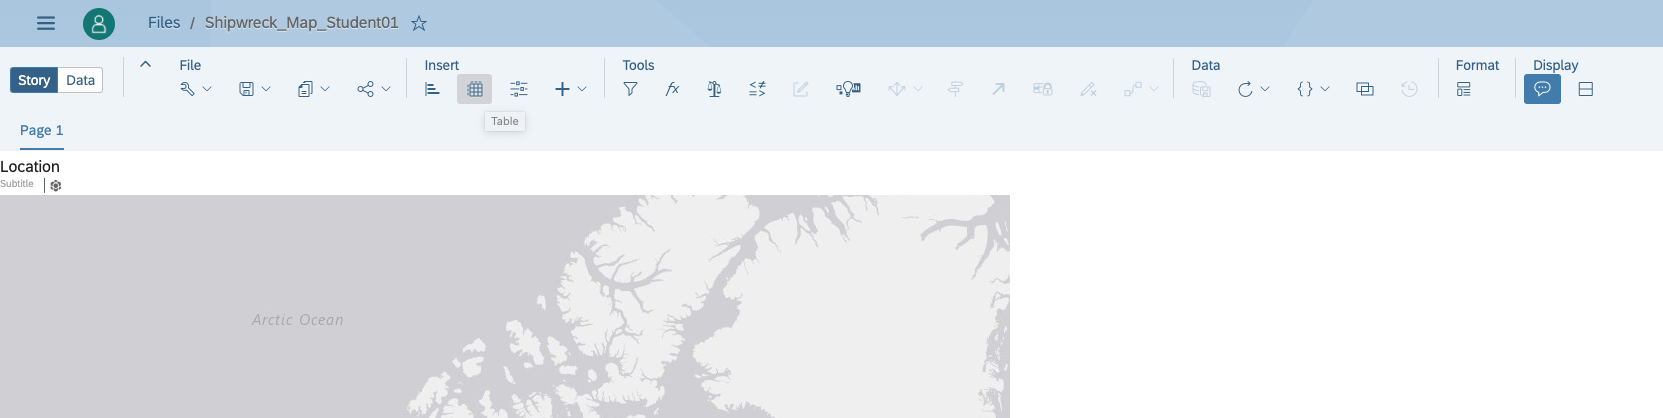 Files / Shipwreck_Map_Student01
Story Data File Insert Tools Data Format Display
Table
Page 1
Location
Subtitle
Arctic Ocean